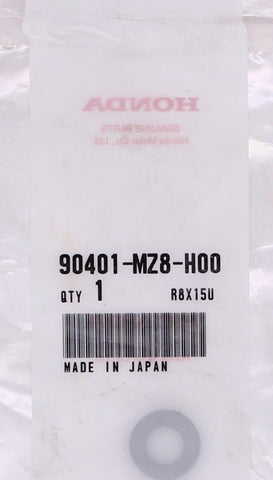 HONDA
GENUINE PARTS
Honda Motor Co., Ltd.
90401-MZ8-H00
QTY 1 R8X15U
MADE IN JAPAN